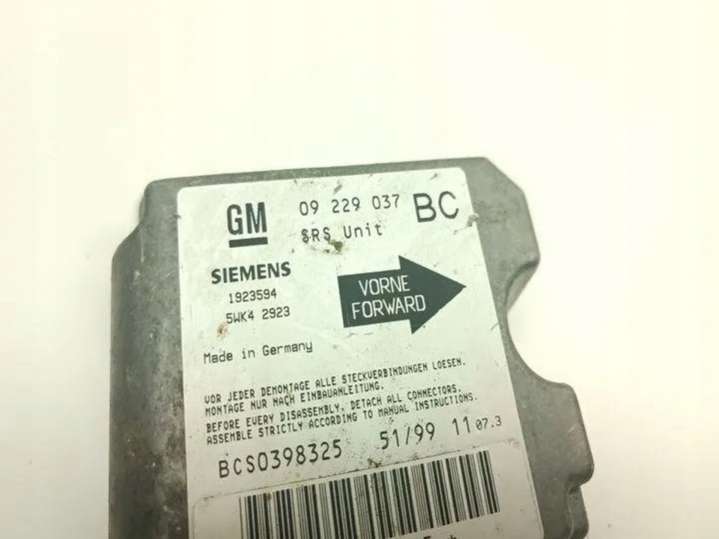 GM 09 229 037 BC
SRS Unit
SIEMENS
1923594
5WK4 2923
VORNE
FORWARD
Made in Germany
VOR JEDER DEMONTAGE ALLE STECKVERBINDUNGEN LOESEN.
MONTAGE NUR NACH EINBAUANLEITUNG.
BEFORE EVERY DISASSEMBLY, DETACH ALL CONNECTORS.
ASSEMBLE STRICTLY ACCORDING TO MANUAL INSTRUCTIONS.
BCS0398325 51/99 11 07.3